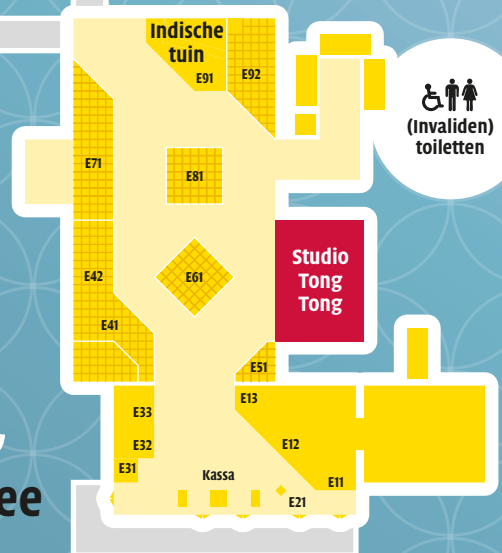 Indische
tuin
E91
E92
(Invaliden)
toiletten
E71
E81
E42
E61
Studio
Tong
Tong
E41
E51
E33
E13
E32
E12
E31
Kassa
E11
E21